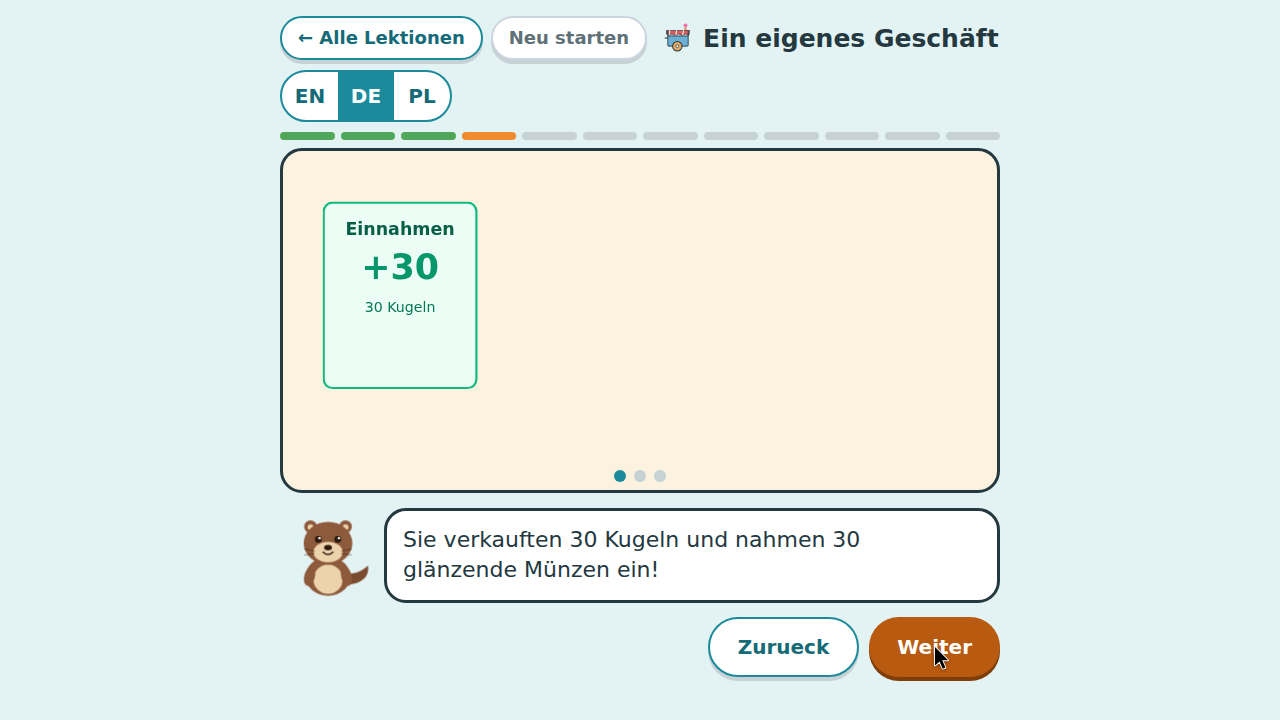 ← Alle Lektionen
Neu starten
Ein eigenes Geschäft
EN DE PL
Einnahmen
+30
30 Kugeln
Sie verkauften 30 Kugeln und nahmen 30
glänzende Münzen ein!
Zurueck
Weiter